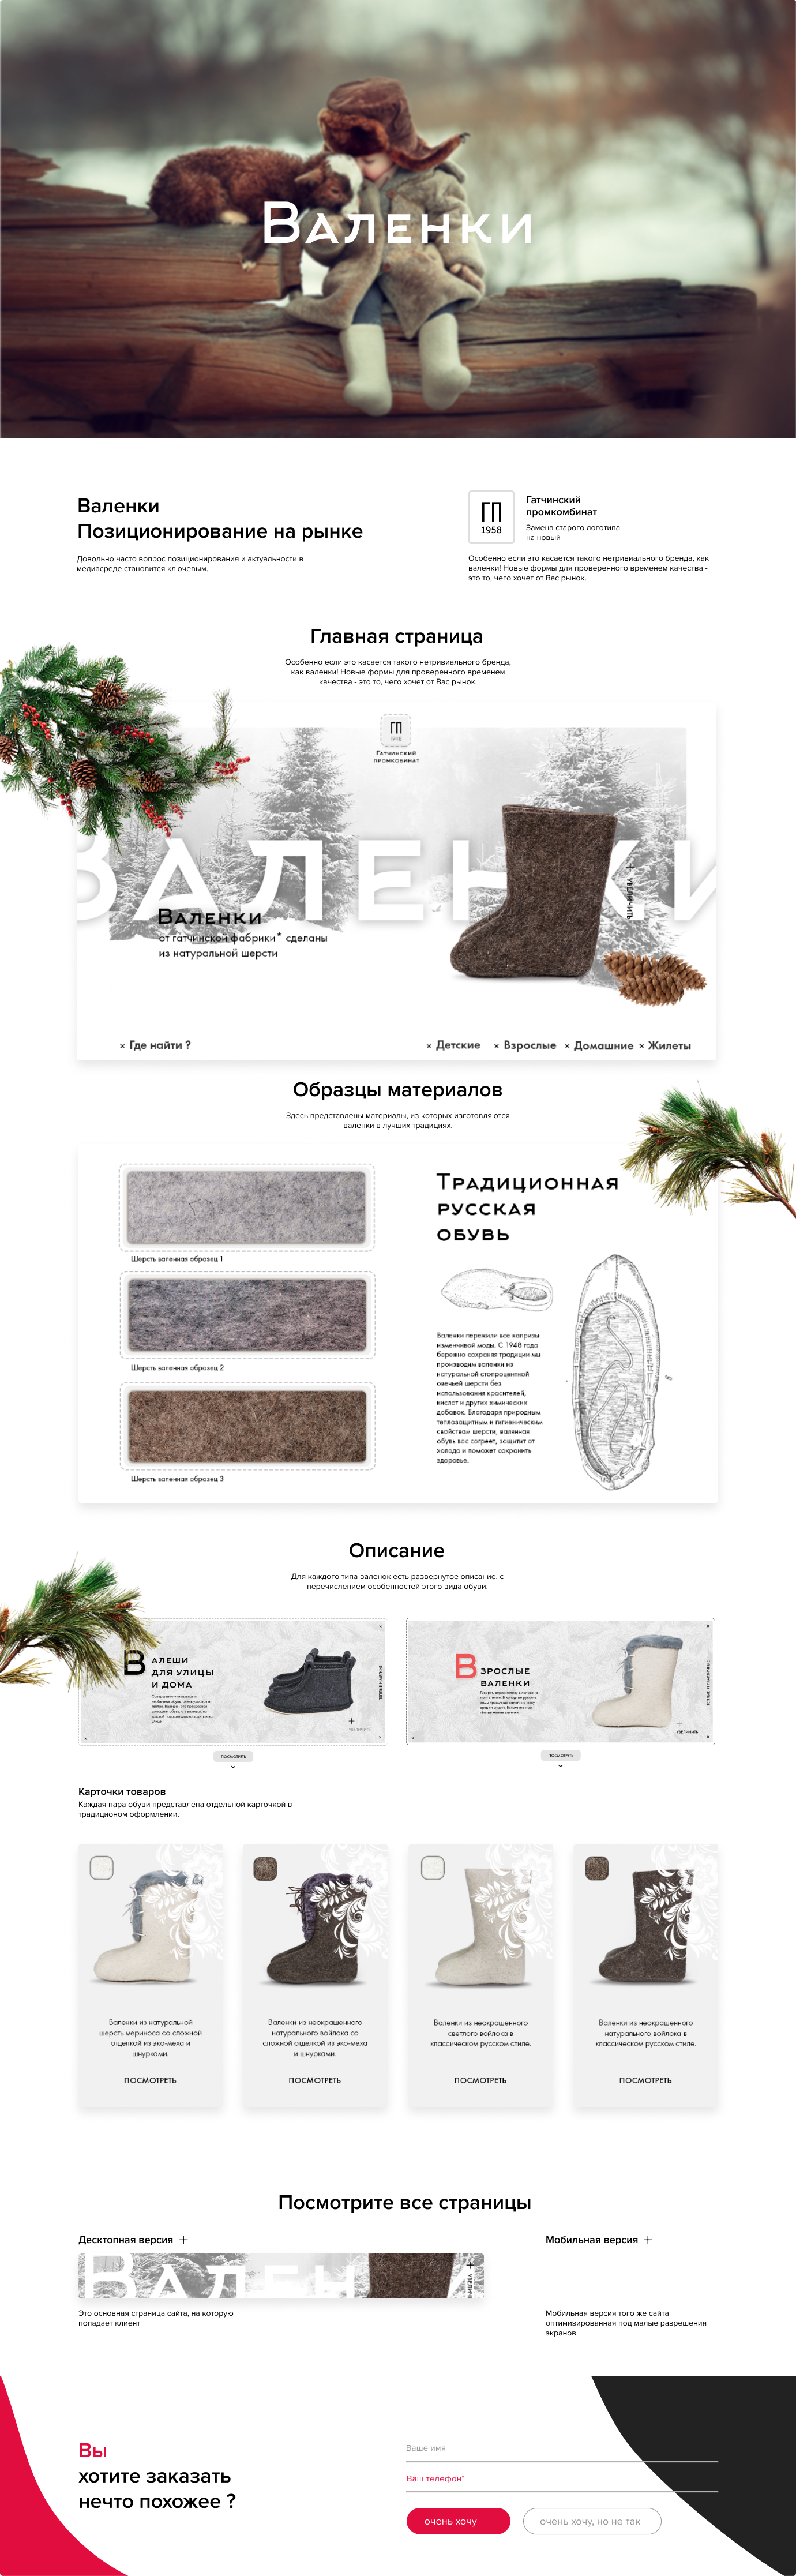 Валенки
Валенки
Позиционирование на рынке
Довольно часто вопрос позиционирования и актуальности в
медиасреде становится ключевым.
ГП
1958
Гатчинский
промкомбинат
Замена старого логотипа
на новый
Особенно если это касается такого нетривиального бренда, как
валенки! Новые формы для проверенного временем качества -
это то, чего хочет от Вас рынок.
Главная страница
Особенно если это касается такого нетривиального бренда,
как валенки! Новые формы для проверенного временем
качества - это то, чего хочет от Вас рынок.
ГП
1948
Гатчинский
промкобинат
Валенки
+ увеличить
Валенки
от гатчинской фабрики* сделаны
из натуральной шерсти
× Где найти ?
× Детские × Взрослые × Домашние × Жилеты
Образцы материалов
Здесь представлены материалы, из которых изготовляются
валенки в лучших традициях.
Шерсть валенная образец 1
Шерсть валенная образец 2
Шерсть валенная образец 3
Традиционная
русская
обувь
Валенки пережили все капризы
изменчивой моды. С 1948 года
бережно сохраняя традиции мы
производим валенки из
натуральной стопроцентной
овечьей шерсти без
использования красителей,
кислот и других химических
добавок. Благодаря природным
теплозащитным и гигиеническим
свойствам шерсти, валянная
обувь вас согреет, защитит от
холода и поможет сохранить
здоровье.
Описание
Для каждого типа валенок есть развернутое описание, с
перечислением особенностей этого вида обуви.
Валеши
для улицы
и дома
+
увеличить
посмотреть
Взрослые
валенки
+
увеличить
посмотреть
Карточки товаров
Каждая пара обуви представлена отдельной карточкой в
традицион оформлении.
Валенки из натуральной
шерсть мериноса со сложной
отделкой из эко-меха и
шнурками.
ПОСМОТРЕТЬ
Валенки из неокрашенного
натурального войлока со
сложной отделкой из эко-меха
и шнурками.
ПОСМОТРЕТЬ
Валенки из неокрашенного
светлого войлока в
классическом русском стиле.
ПОСМОТРЕТЬ
Валенки из неокрашенного
натурального войлока в
классическом русском стиле.
ПОСМОТРЕТЬ
Посмотрите все страницы
Десктопная версия +
Это основная страница сайта, на которую
попадает клиент
Мобильная версия +
Мобильная версия того же сайта
оптимизированная под малые разрешения
экранов
Вы
хотите заказать
нечто похожее ?
Ваше имя
Ваш телефон*
очень хочу
очень хочу, но не так